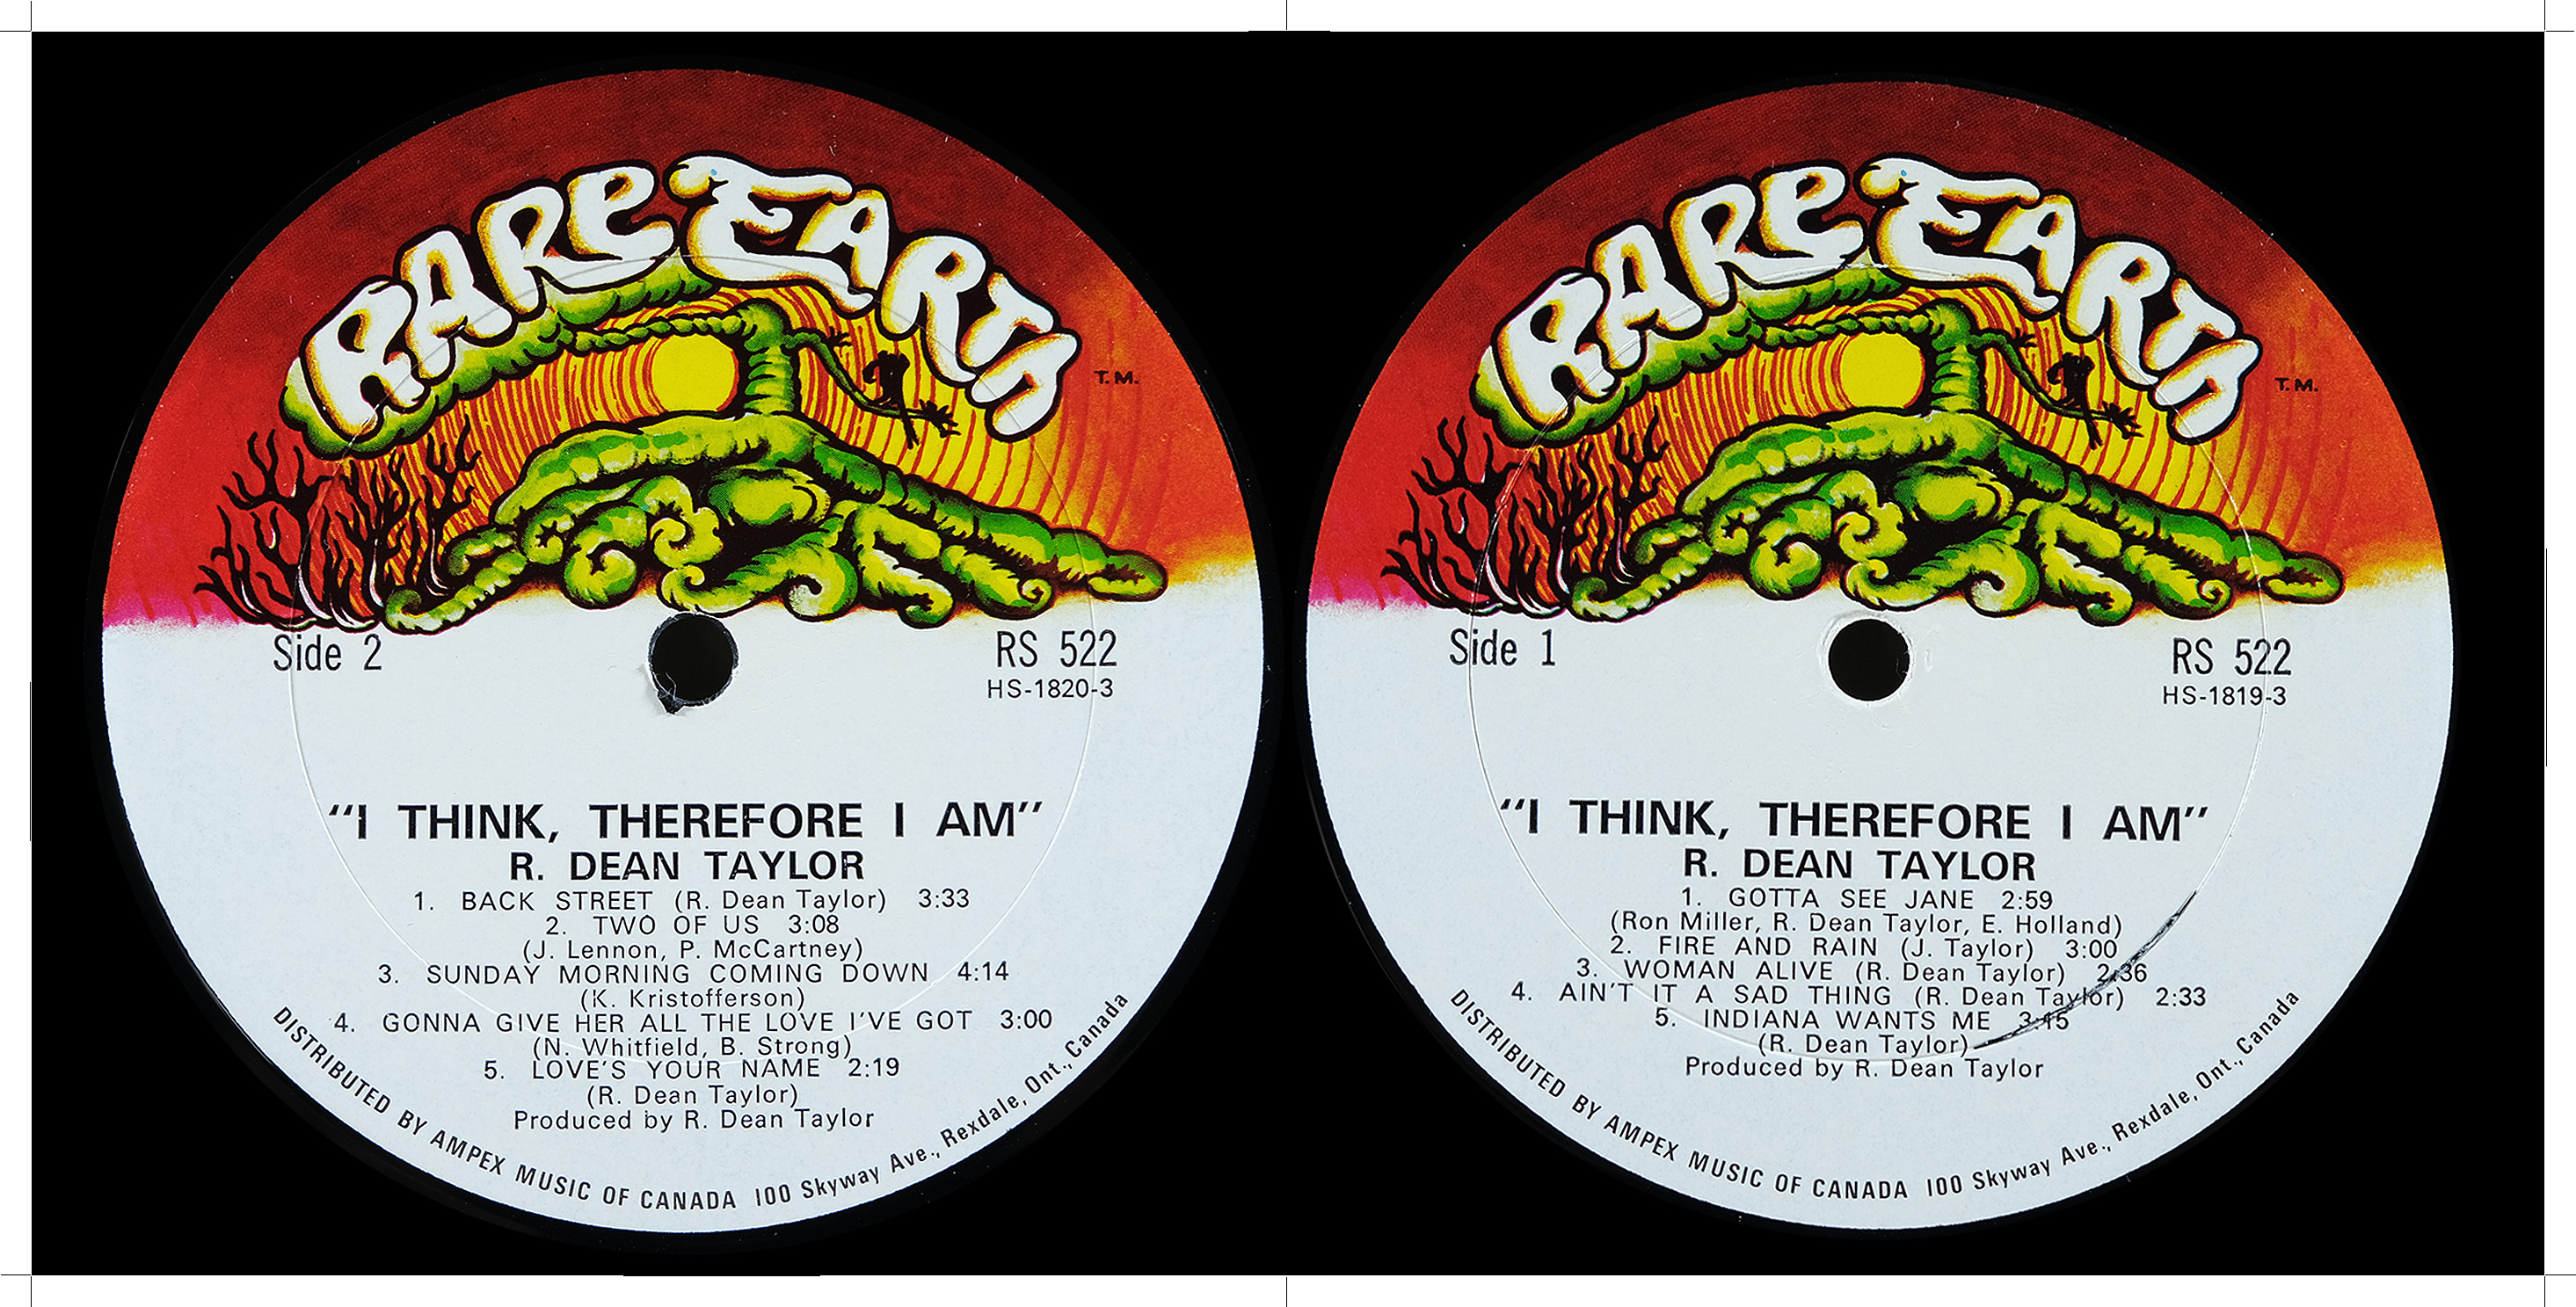 RARE EARTH
T.M.
Side 2
RS 522
HS-1820-3
"I THINK, THEREFORE I AM"
R. DEAN TAYLOR
1. BACK STREET (R. Dean Taylor) 3:33
2. TWO OF US 3:08
(J. Lennon, P. McCartney)
3. SUNDAY MORNING COMING DOWN 4:14
(K. Kristofferson)
4. GONNA GIVE HER ALL THE LOVE I'VE GOT 3:00
(N. Whitfield, B. Strong)
5. LOVE'S YOUR NAME 2:19
(R. Dean Taylor)
Produced by R. Dean Taylor
DISTRIBUTED BY AMPEX MUSIC OF CANADA 100 Skyway Ave., Rexdale, Ont., Canada
RARE EARTH
T.M.
Side 1
RS 522
HS-1819-3
"I THINK, THEREFORE I AM"
R. DEAN TAYLOR
1. GOTTA SEE JANE 2:59
(Ron Miller, R. Dean Taylor, E. Holland)
2. FIRE AND RAIN (J. Taylor) 3:00
3. WOMAN ALIVE (R. Dean Taylor) 2:36
4. AIN'T IT A SAD THING (R. Dean Taylor) 2:33
5. INDIANA WANTS ME 3:45
(R. Dean Taylor)
Produced by R. Dean Taylor
DISTRIBUTED BY AMPEX MUSIC OF CANADA 100 Skyway Ave., Rexdale, Ont., Canada